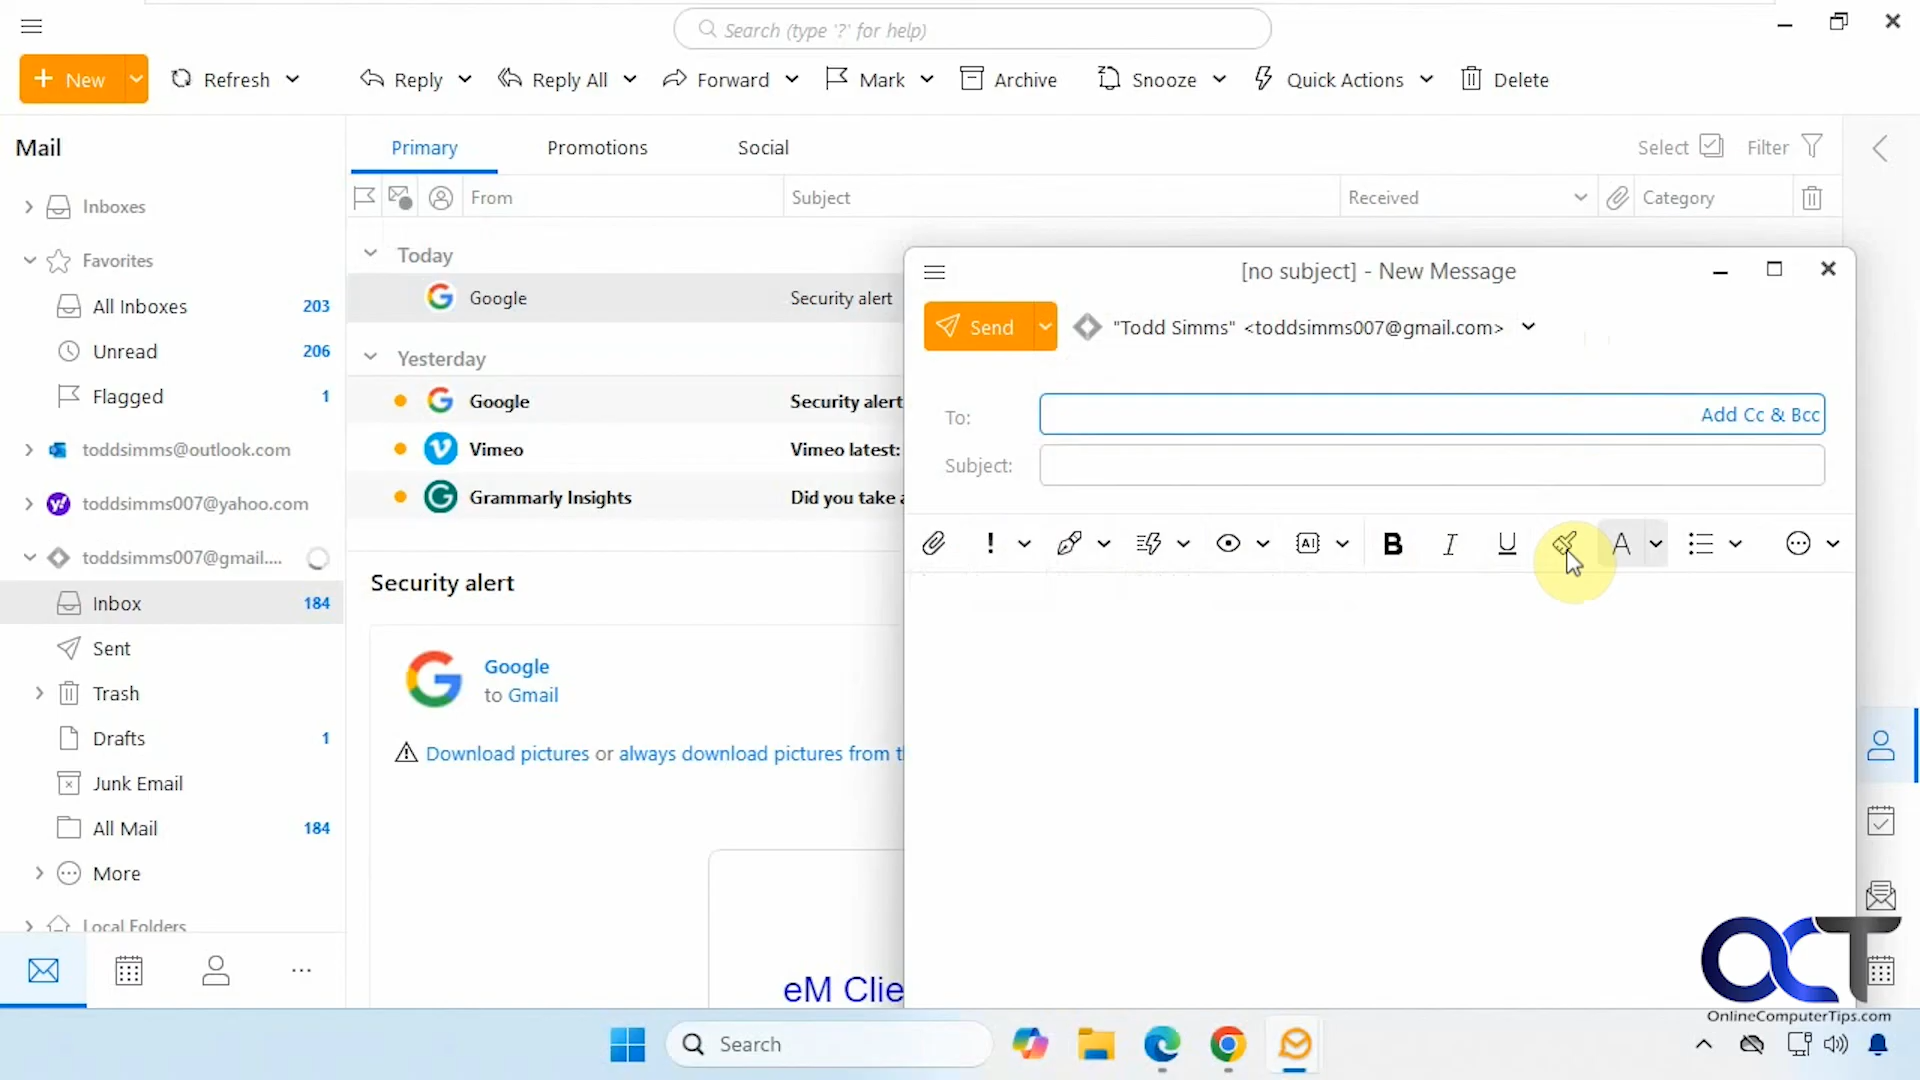 Search (type '?' for help)
New
Refresh
Reply
Reply All
Forward
Mark
Archive
Snooze
Quick Actions
Delete
Mail
Primary
Promotions
Social
Select
Filter
From
Subject
Received
Category
Inboxes
Favorites
All Inboxes 203
Unread 206
Flagged 1
toddsimms@outlook.com
toddsimms007@yahoo.com
toddsimms007@gmail....
Inbox 184
Sent
Trash
Drafts 1
Junk Email
All Mail 184
More
Local Folders
Today
Google Security alert
Yesterday
Google Security alert
Vimeo Vimeo latest:
Grammarly Insights Did you take a
Security alert
Google
to Gmail
Download pictures or always download pictures from t
eM Clie
[no subject] - New Message
Send
"Todd Simms" <toddsimms007@gmail.com>
To:
Add Cc & Bcc
Subject:
! AI B I U A
OCT
OnlineComputerTips.com
Search